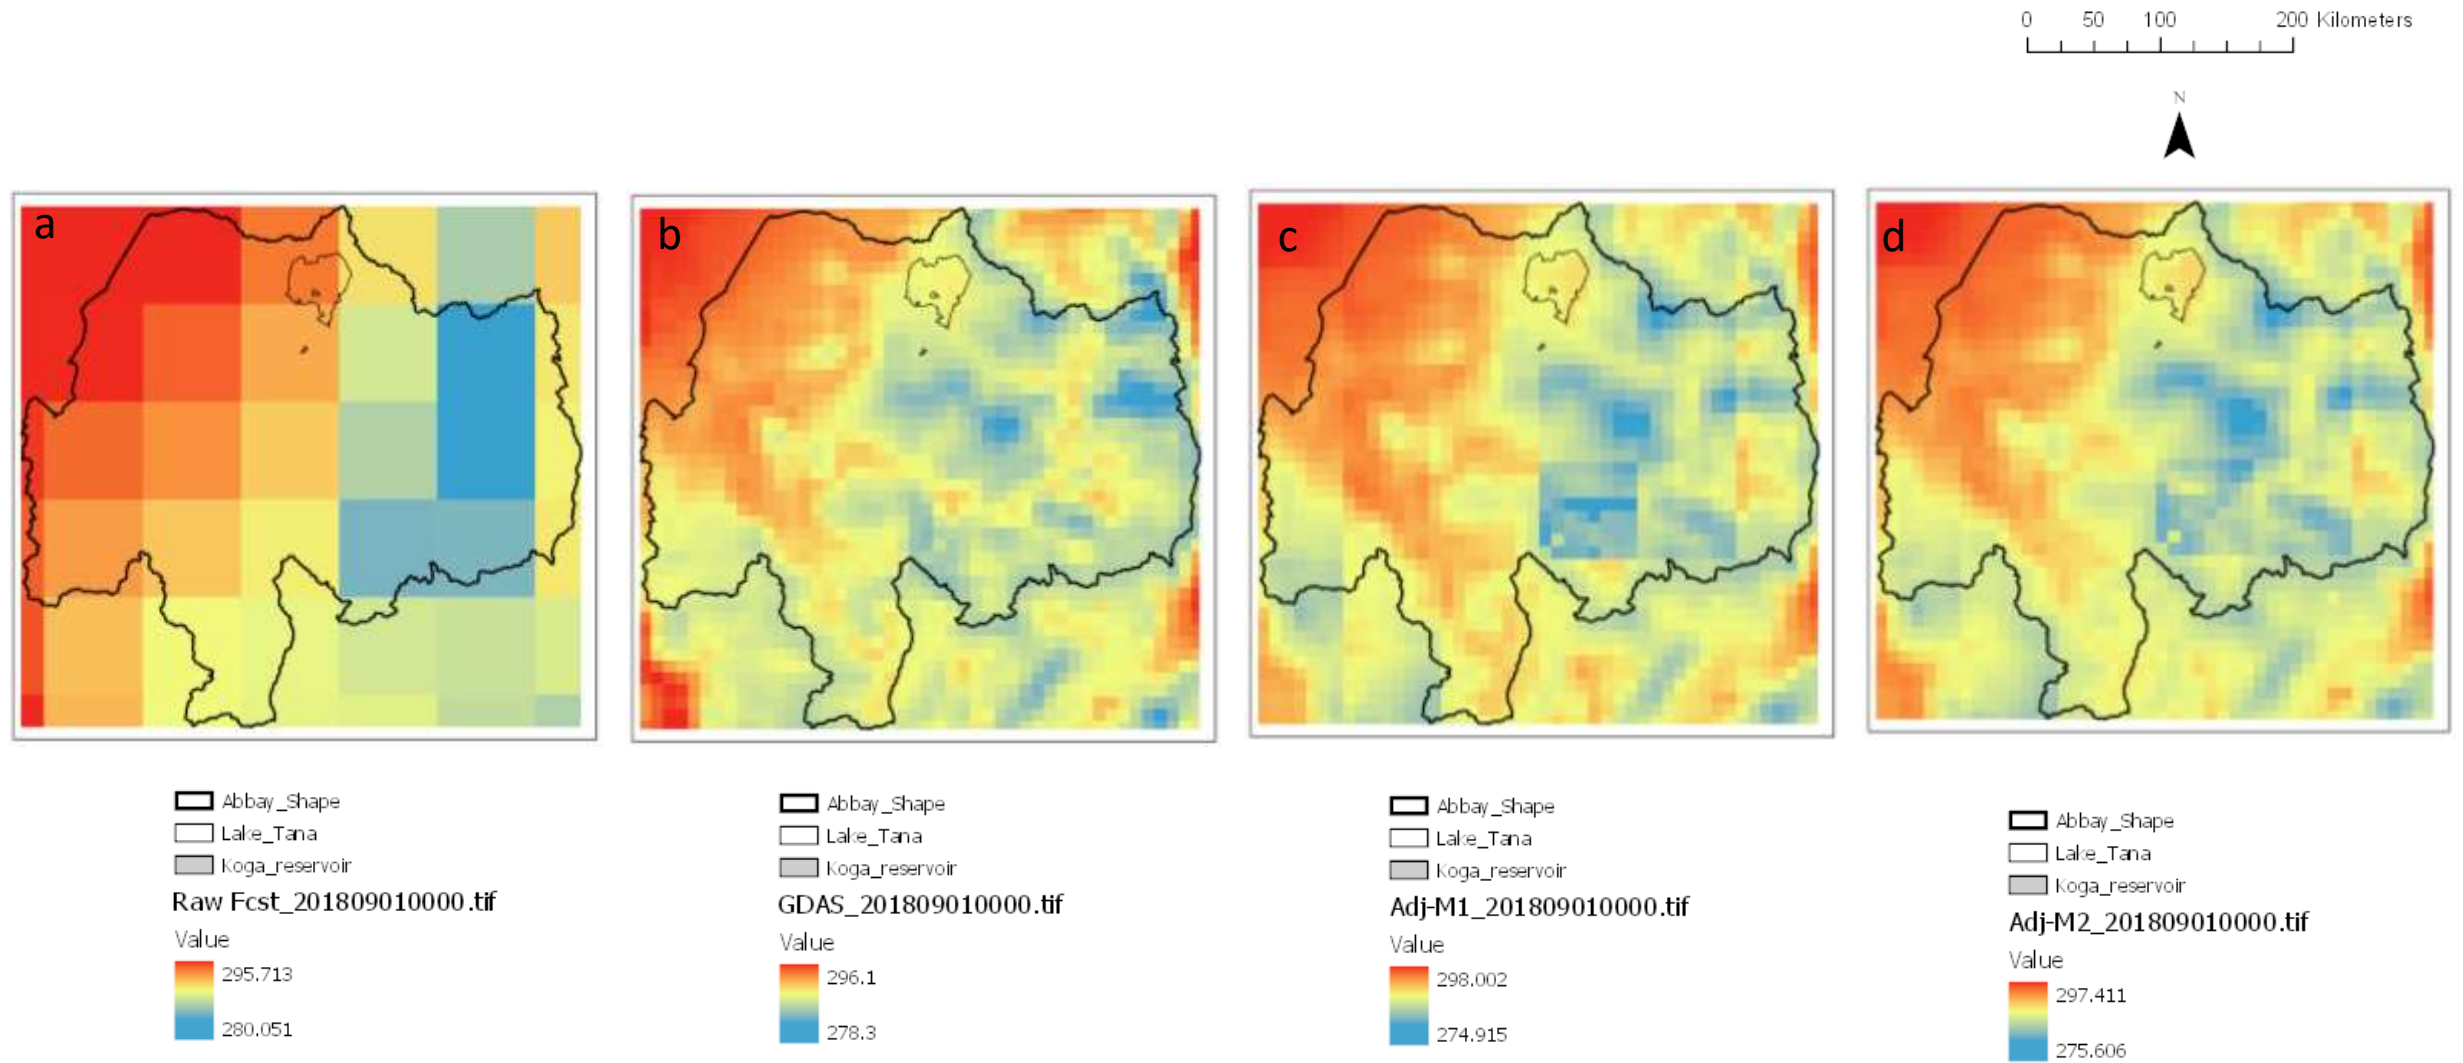 0 50 100 200 Kilometers
N
a
b
c
d
Abbay_Shape
Lake_Tana
Koga_reservoir
Raw Fcst_201809010000.tif
Value
295.713
280.051
Abbay_Shape
Lake_Tana
Koga_reservoir
GDAS_201809010000.tif
Value
296.1
278.3
Abbay_Shape
Lake_Tana
Koga_reservoir
Adj-M1_201809010000.tif
Value
298.002
274.915
Abbay_Shape
Lake_Tana
Koga_reservoir
Adj-M2_201809010000.tif
Value
297.411
275.606